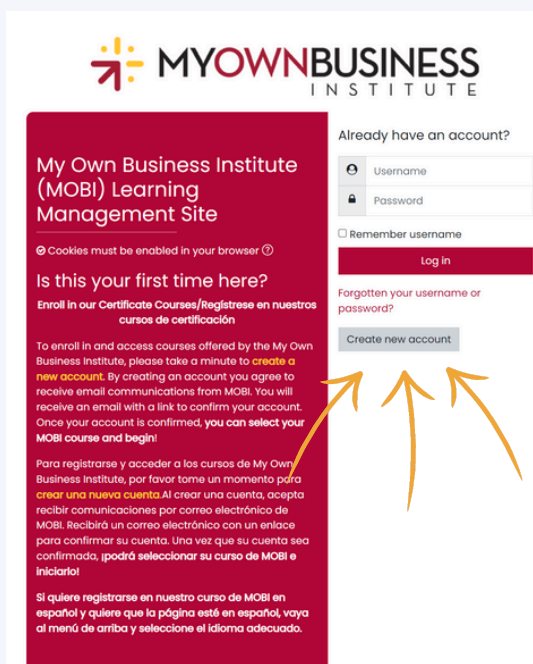 MYOWNBUSINESS
INSTITUTE
My Own Business Institute
(MOBI) Learning
Management Site
Cookies must be enabled in your browser
Is this your first time here?
Enroll in our Certificate Courses/Regístrese en nuestros
cursos de certificación
To enroll in and access courses offered by the My Own
Business Institute, please take a minute to create a
new account. By creating an account you agree to
receive email communications from MOBI. You will
receive an email with a link to confirm your account.
Once your account is confirmed, you can select your
MOBI course and begin!
Para registrarse y acceder a los cursos de My Own
Business Institute, por favor tome un momento para
crear una nueva cuenta.Al crear una cuenta, acepta
recibir comunicaciones por correo electrónico de
MOBI. Recibirá un correo electrónico con un enlace
para confirmar su cuenta. Una vez que su cuenta sea
confirmada, ¡podrá seleccionar su curso de MOBI e
iniciarlo!
Si quiere registrarse en nuestro curso de MOBI en
español y quiere que la página esté en español, vaya
al menú de arriba y seleccione el idioma adecuado.
Already have an account?
Username
Password
Remember username
Log in
Forgotten your username or
password?
Create new account